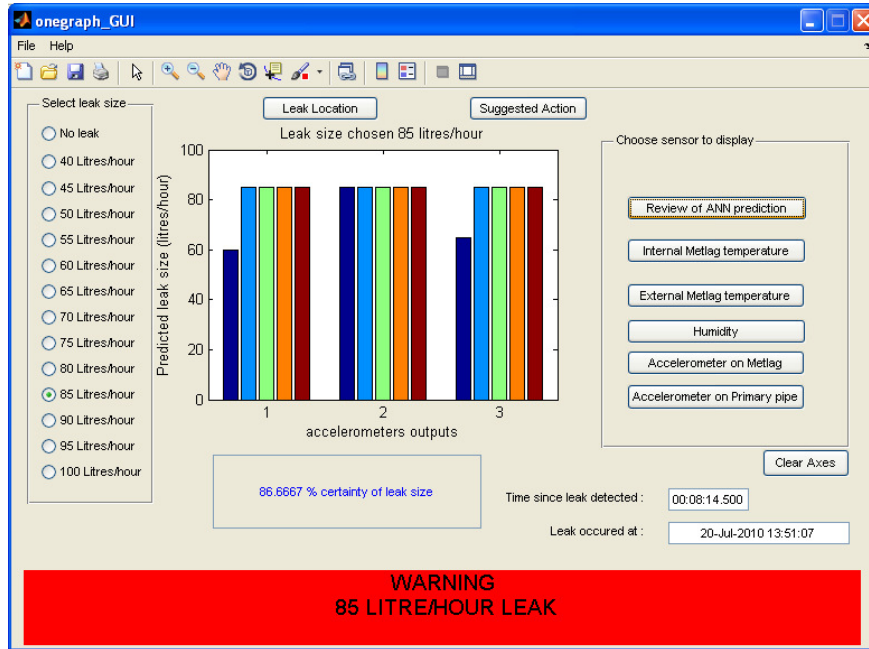 onegraph_GUI
File Help
Select leak size
No leak
40 Litres/hour
45 Litres/hour
50 Litres/hour
55 Litres/hour
60 Litres/hour
65 Litres/hour
70 Litres/hour
75 Litres/hour
80 Litres/hour
85 Litres/hour
90 Litres/hour
95 Litres/hour
100 Litres/hour
Leak Location
Suggested Action
Leak size chosen 85 litres/hour
Predicted leak size (litres/hour)
100
80
60
40
20
0
1 2 3
accelerometers outputs
Choose sensor to display
Review of ANN prediction
Internal Metlag temperature
External Metlag temperature
Humidity
Accelerometer on Metlag
Accelerometer on Primary pipe
Clear Axes
86.6667 % certainty of leak size
Time since leak detected : 00:08:14.500
Leak occured at : 20-Jul-2010 13:51:07
WARNING
85 LITRE/HOUR LEAK